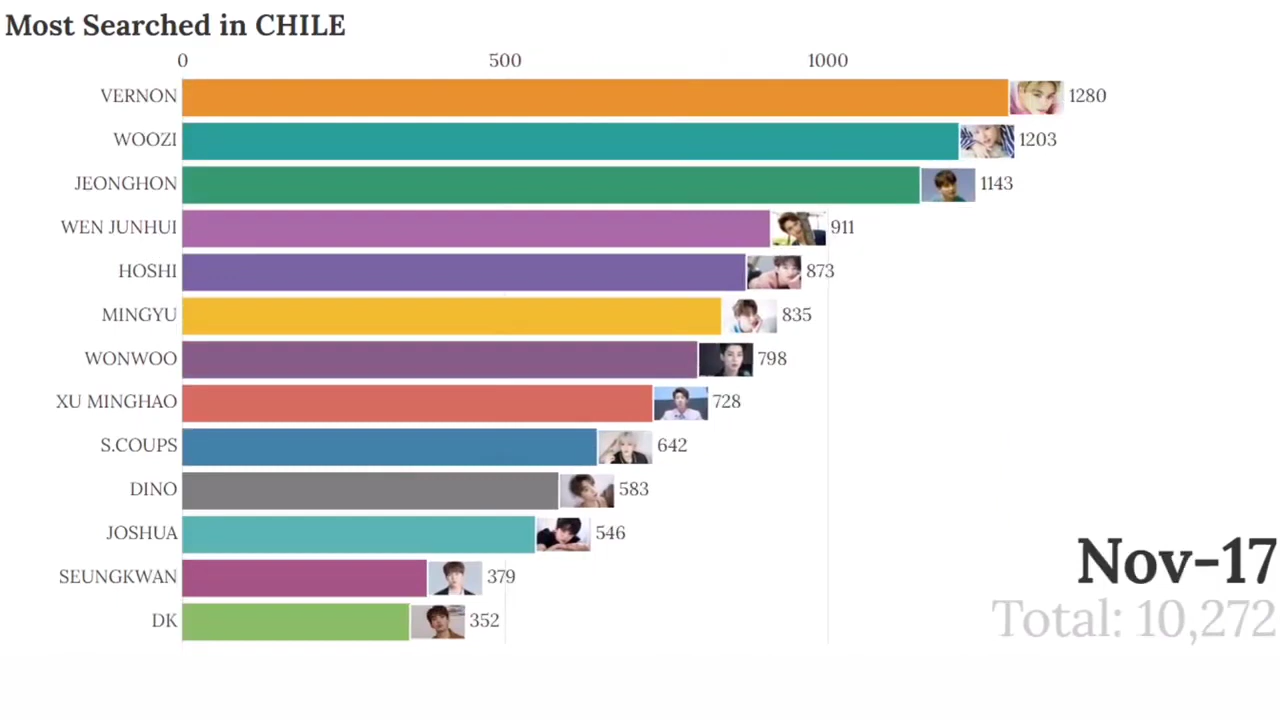 Most Searched in CHILE
0 500 1000
VERNON 1280
WOOZI 1203
JEONGHON 1143
WEN JUNHUI 911
HOSHI 873
MINGYU 835
WONWOO 798
XU MINGHAO 728
S.COUPS 642
DINO 583
JOSHUA 546
SEUNGKWAN 379
DK 352
Nov-17
Total: 10,272